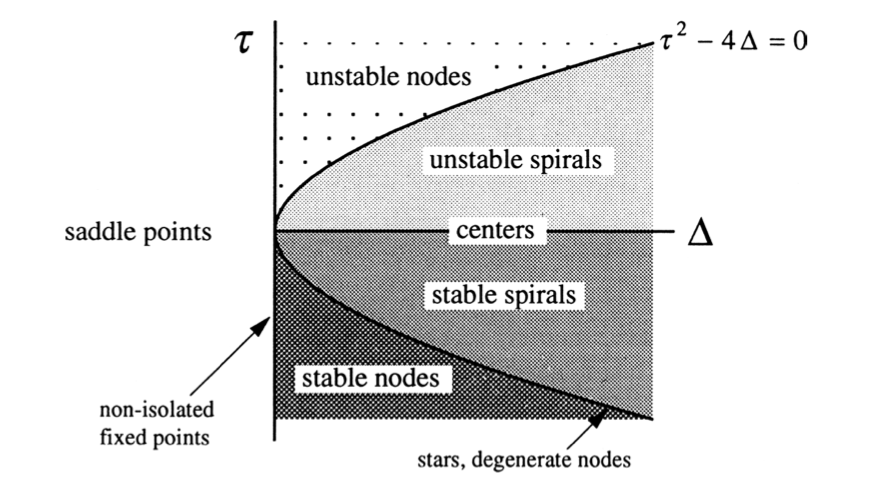 τ
τ² − 4Δ = 0
unstable nodes
unstable spirals
saddle points
centers
Δ
stable spirals
stable nodes
non-isolated
fixed points
stars, degenerate nodes